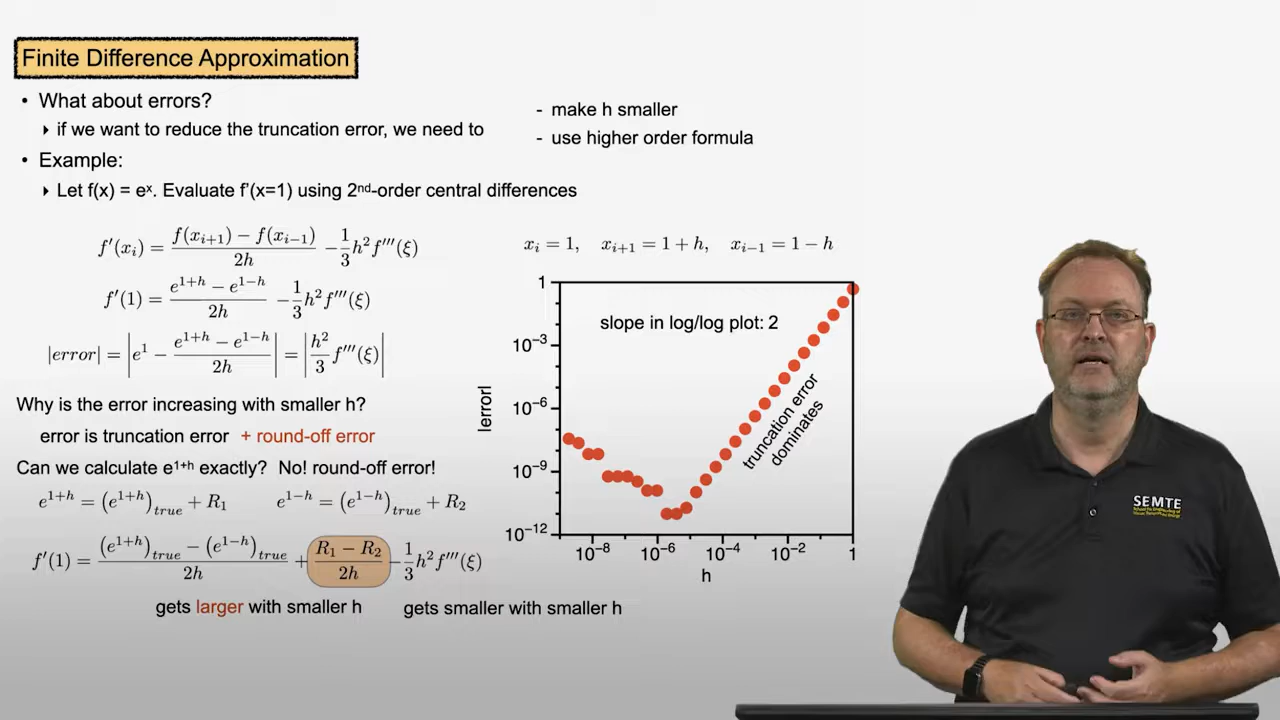 Finite Difference Approximation
• What about errors?
‣ if we want to reduce the truncation error, we need to
- make h smaller
- use higher order formula
• Example:
‣ Let f(x) = eˣ. Evaluate f'(x=1) using 2ⁿᵈ-order central differences
f′(xᵢ) = (f(xᵢ₊₁) − f(xᵢ₋₁))/2h − 1/3 h² f‴(ξ)
xᵢ = 1, xᵢ₊₁ = 1 + h, xᵢ₋₁ = 1 − h
f′(1) = (e¹⁺ʰ − e¹⁻ʰ)/2h − 1/3 h² f‴(ξ)
|error| = |e¹ − (e¹⁺ʰ − e¹⁻ʰ)/2h| = |h²/3 f‴(ξ)|
Why is the error increasing with smaller h?
error is truncation error + round-off error
Can we calculate e¹⁺ʰ exactly? No! round-off error!
e¹⁺ʰ = (e¹⁺ʰ)true + R₁
e¹⁻ʰ = (e¹⁻ʰ)true + R₂
f′(1) = ((e¹⁺ʰ)true − (e¹⁻ʰ)true)/2h + (R₁ − R₂)/2h − 1/3 h² f‴(ξ)
gets larger with smaller h
gets smaller with smaller h
slope in log/log plot: 2
truncation error
dominates
|error|
1
10⁻³
10⁻⁶
10⁻⁹
10⁻¹²
10⁻⁸ 10⁻⁶ 10⁻⁴ 10⁻² 1
h
SEMTE